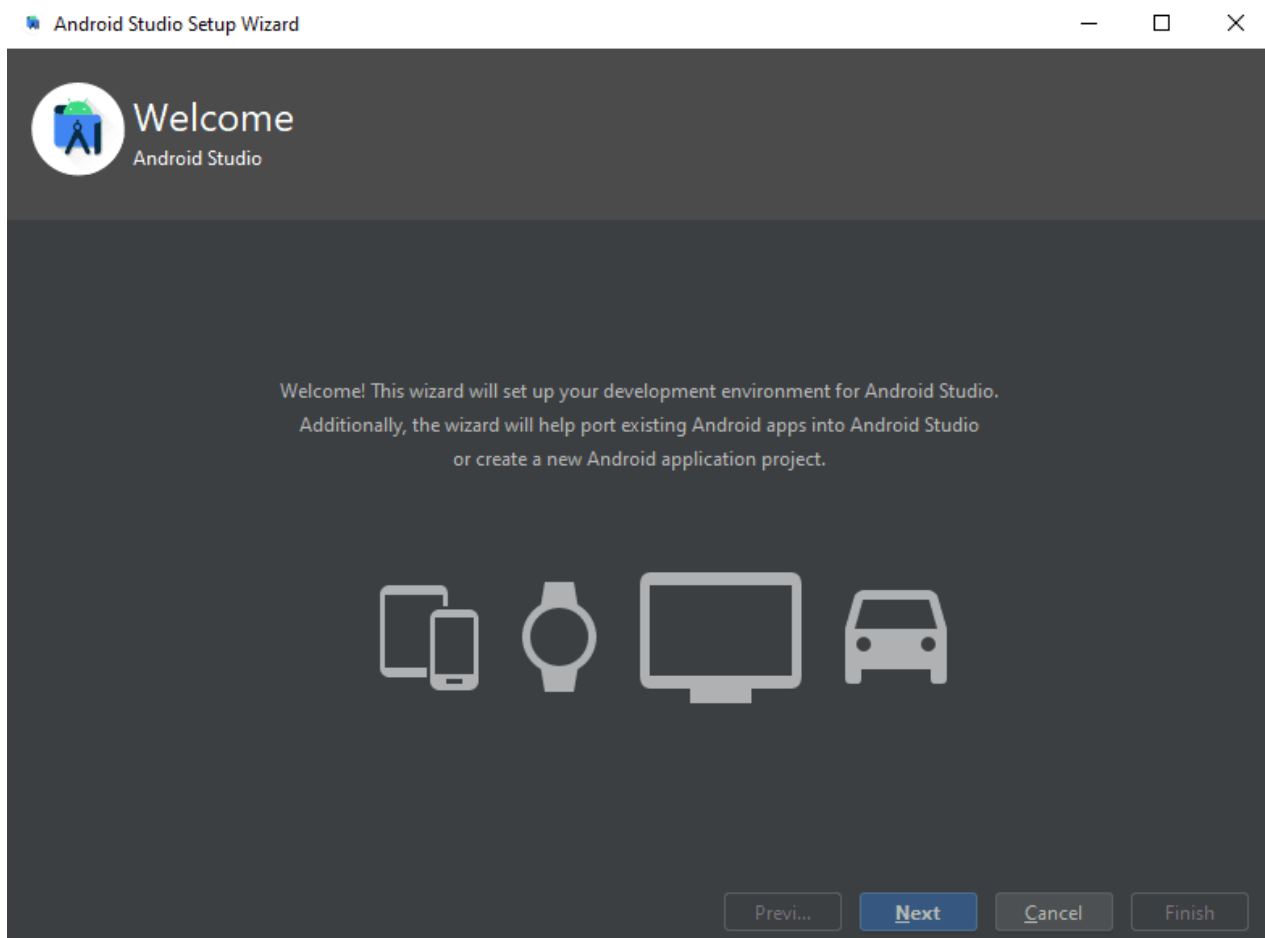 Android Studio Setup Wizard
Welcome
Android Studio
Welcome! This wizard will set up your development environment for Android Studio.
Additionally, the wizard will help port existing Android apps into Android Studio
or create a new Android application project.
Previ... Next Cancel Finish